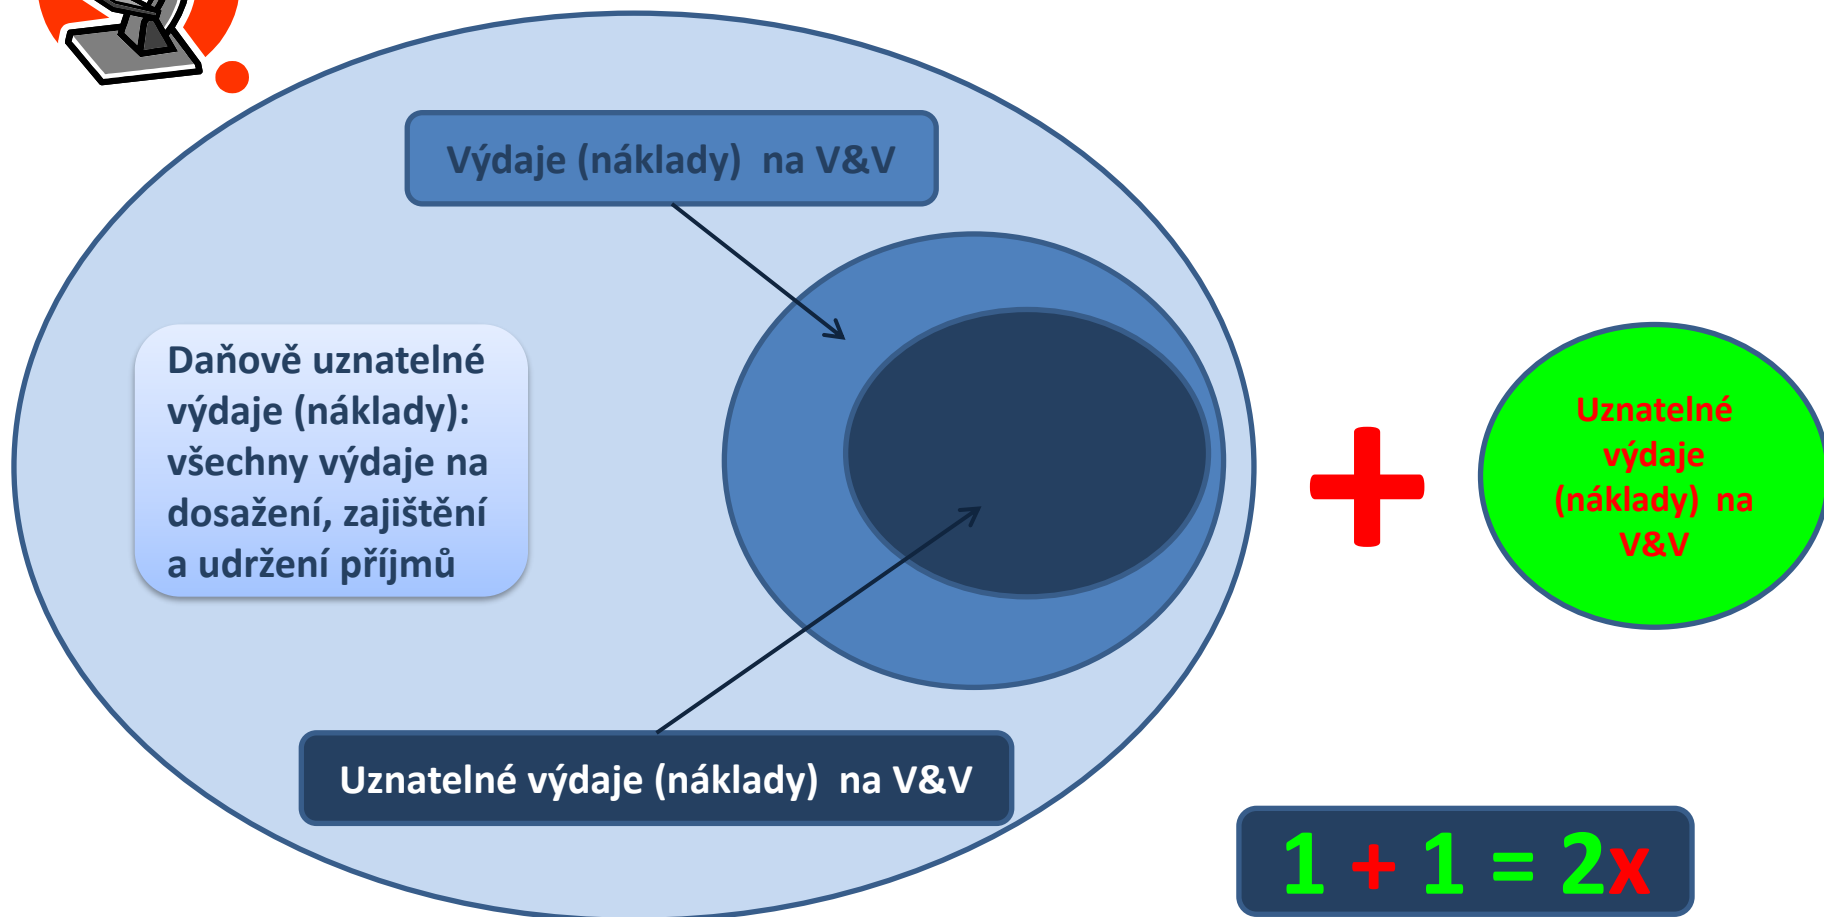 Výdaje (náklady) na V&V
Daňově uznatelné
výdaje (náklady):
všechny výdaje na
dosažení, zajištění
a udržení příjmů
Uznatelné
výdaje
(náklady) na
V&V
Uznatelné výdaje (náklady) na V&V
1 + 1 = 2x